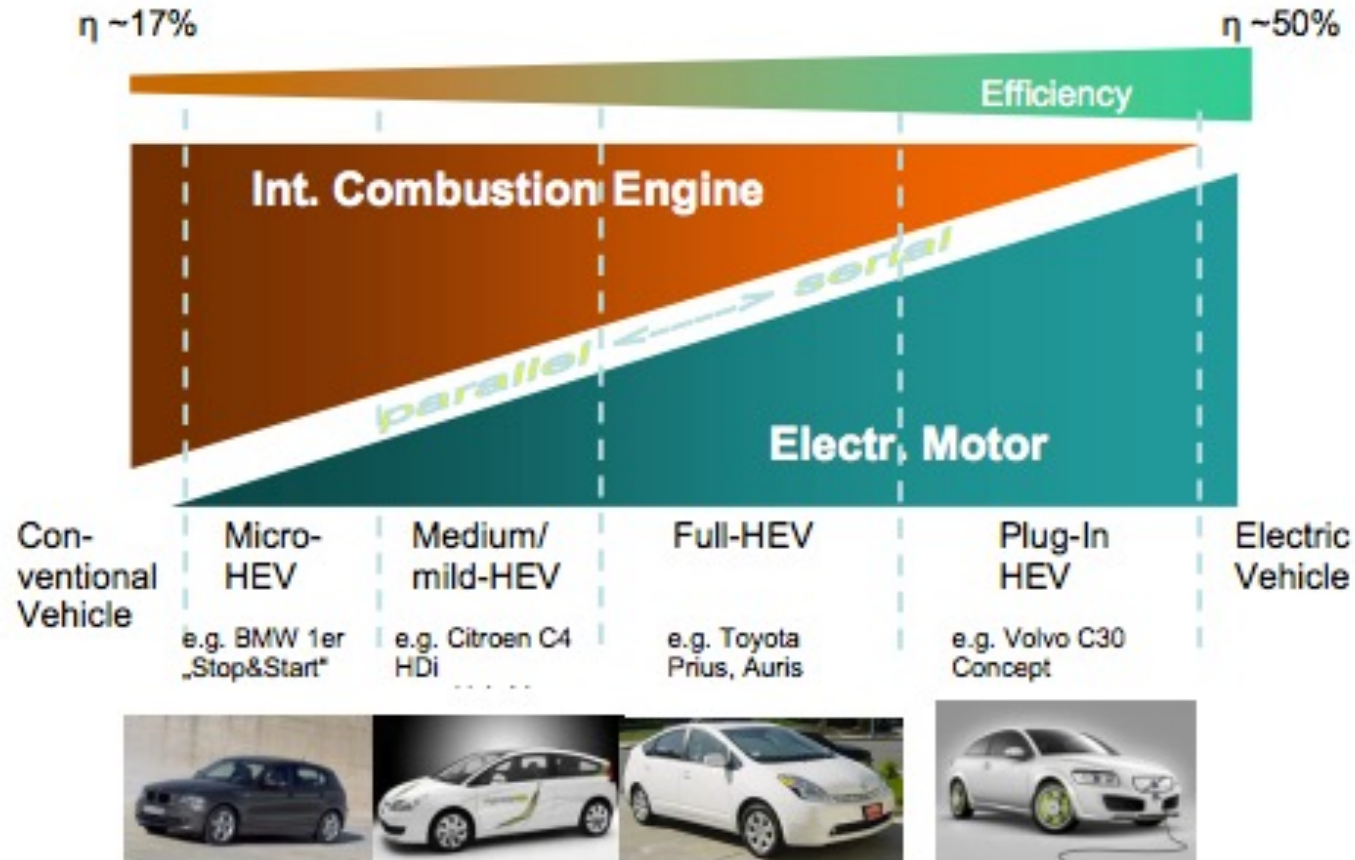 η ~17%
η ~50%
Efficiency
Int. Combustion Engine
parallel <-----> serial
Electr. Motor
Con-
ventional
Vehicle
Micro-
HEV
e.g. BMW 1er
„Stop&Start"
Medium/
mild-HEV
e.g. Citroen C4
HDi
Full-HEV
e.g. Toyota
Prius, Auris
Plug-In
HEV
e.g. Volvo C30
Concept
Electric
Vehicle